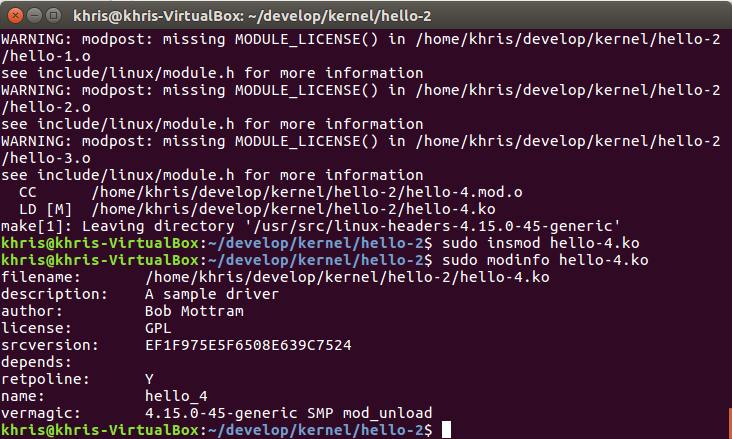 khris@khris-VirtualBox: ~/develop/kernel/hello-2
WARNING: modpost: missing MODULE_LICENSE() in /home/khris/develop/kernel/hello-2
/hello-1.o
see include/linux/module.h for more information
WARNING: modpost: missing MODULE_LICENSE() in /home/khris/develop/kernel/hello-2
/hello-2.o
see include/linux/module.h for more information
WARNING: modpost: missing MODULE_LICENSE() in /home/khris/develop/kernel/hello-2
/hello-3.o
see include/linux/module.h for more information
  CC      /home/khris/develop/kernel/hello-2/hello-4.mod.o
  LD [M]  /home/khris/develop/kernel/hello-2/hello-4.ko
make[1]: Leaving directory '/usr/src/linux-headers-4.15.0-45-generic'
khris@khris-VirtualBox:~/develop/kernel/hello-2$ sudo insmod hello-4.ko
khris@khris-VirtualBox:~/develop/kernel/hello-2$ sudo modinfo hello-4.ko
filename:       /home/khris/develop/kernel/hello-2/hello-4.ko
description:    A sample driver
author:         Bob Mottram
license:        GPL
srcversion:     EF1F975E5F6508E639C7524
depends:
retpoline:      Y
name:           hello_4
vermagic:       4.15.0-45-generic SMP mod_unload
khris@khris-VirtualBox:~/develop/kernel/hello-2$